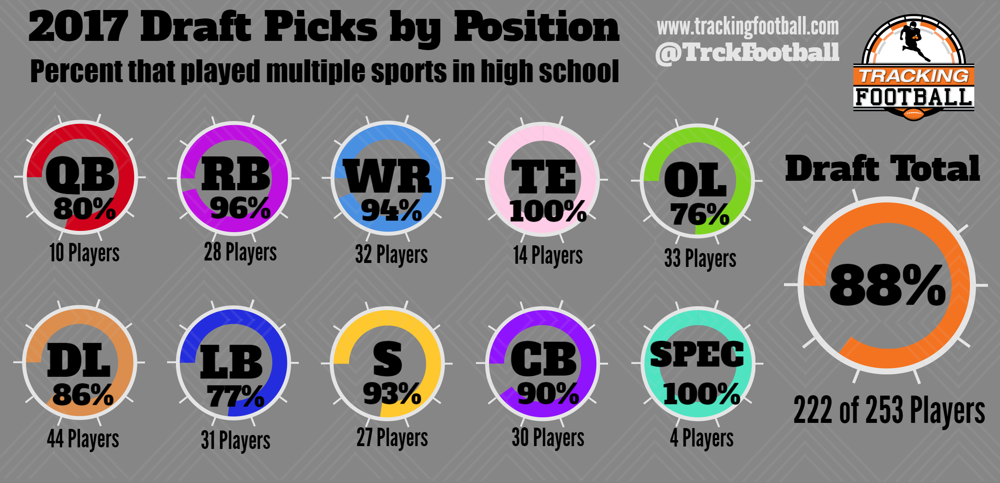 2017 Draft Picks by Position
Percent that played multiple sports in high school
www.trackingfootball.com
@TrckFootball
TRACKING
FOOTBALL
QB
80%
10 Players
RB
96%
28 Players
WR
94%
32 Players
TE
100%
14 Players
OL
76%
33 Players
DL
86%
44 Players
LB
77%
31 Players
S
93%
27 Players
CB
90%
30 Players
SPEC
100%
4 Players
Draft Total
88%
222 of 253 Players